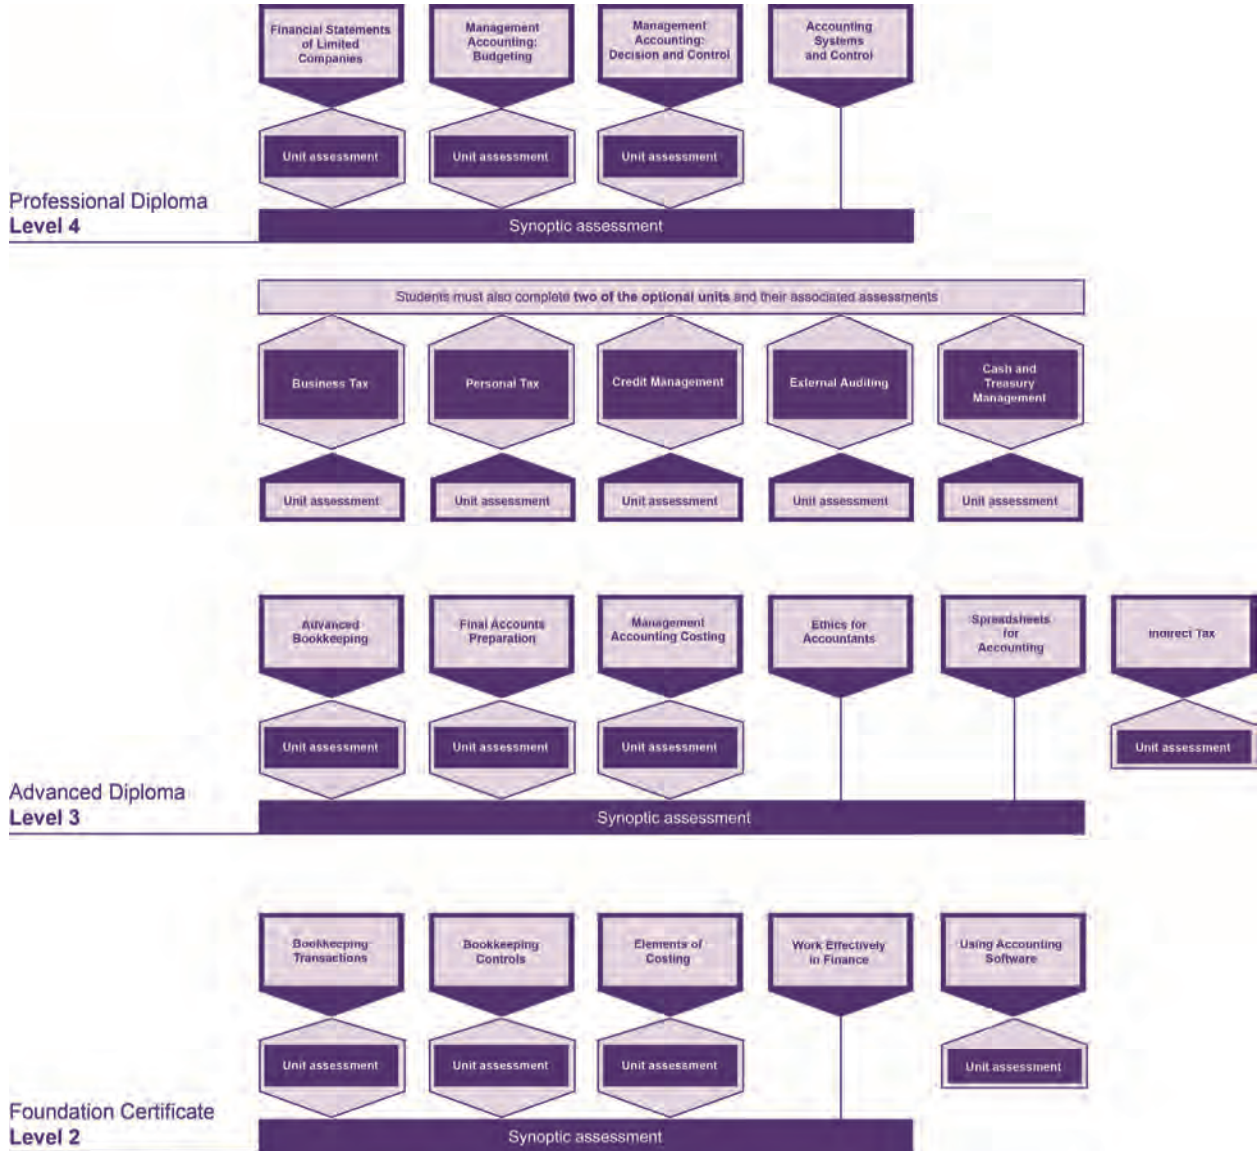 Financial Statements
of Limited
Companies
Management
Accounting:
Budgeting
Management
Accounting:
Decision and Control
Accounting
Systems
and Control
Unit assessment
Unit assessment
Unit assessment
Professional Diploma
Level 4
Synoptic assessment
Students must also complete two of the optional units and their associated assessments
Business Tax
Personal Tax
Credit Management
External Auditing
Cash and
Treasury
Management
Unit assessment
Unit assessment
Unit assessment
Unit assessment
Unit assessment
Advanced
Bookkeeping
Final Accounts
Preparation
Management
Accounting Costing
Ethics for
Accountants
Spreadsheets
for
Accounting
Indirect Tax
Unit assessment
Unit assessment
Unit assessment
Unit assessment
Advanced Diploma
Level 3
Synoptic assessment
Bookkeeping
Transactions
Bookkeeping
Controls
Elements of
Costing
Work Effectively
in Finance
Using Accounting
Software
Unit assessment
Unit assessment
Unit assessment
Unit assessment
Foundation Certificate
Level 2
Synoptic assessment